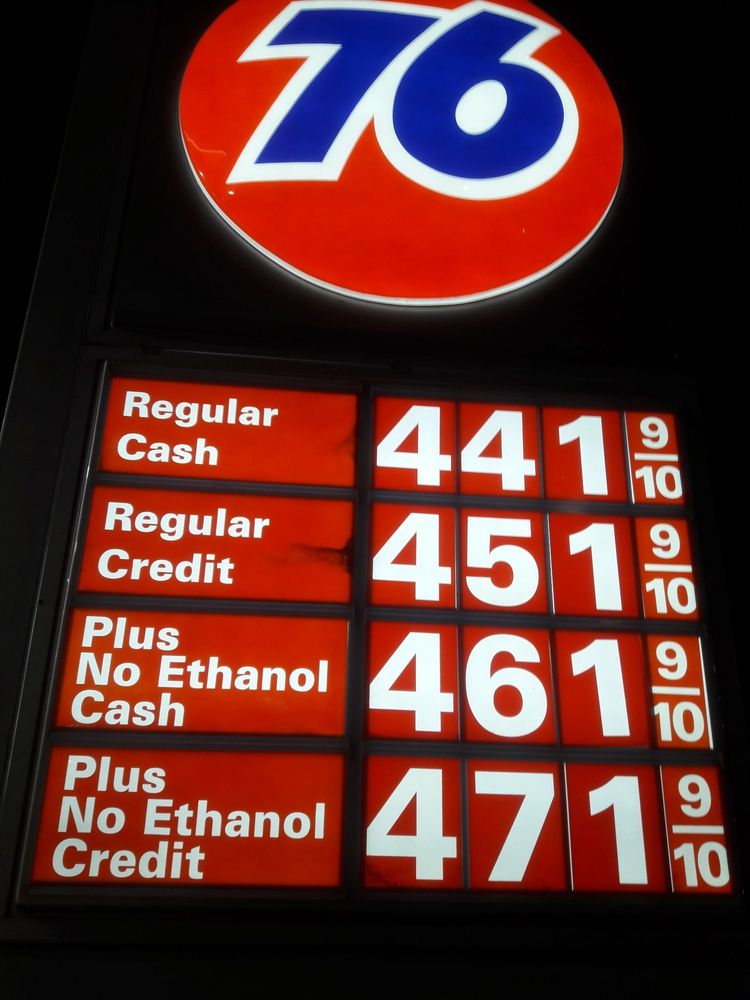 76
Regular
Cash
441 9/10
Regular
Credit
451 9/10
Plus
No Ethanol
Cash
461 9/10
Plus
No Ethanol
Credit
471 9/10